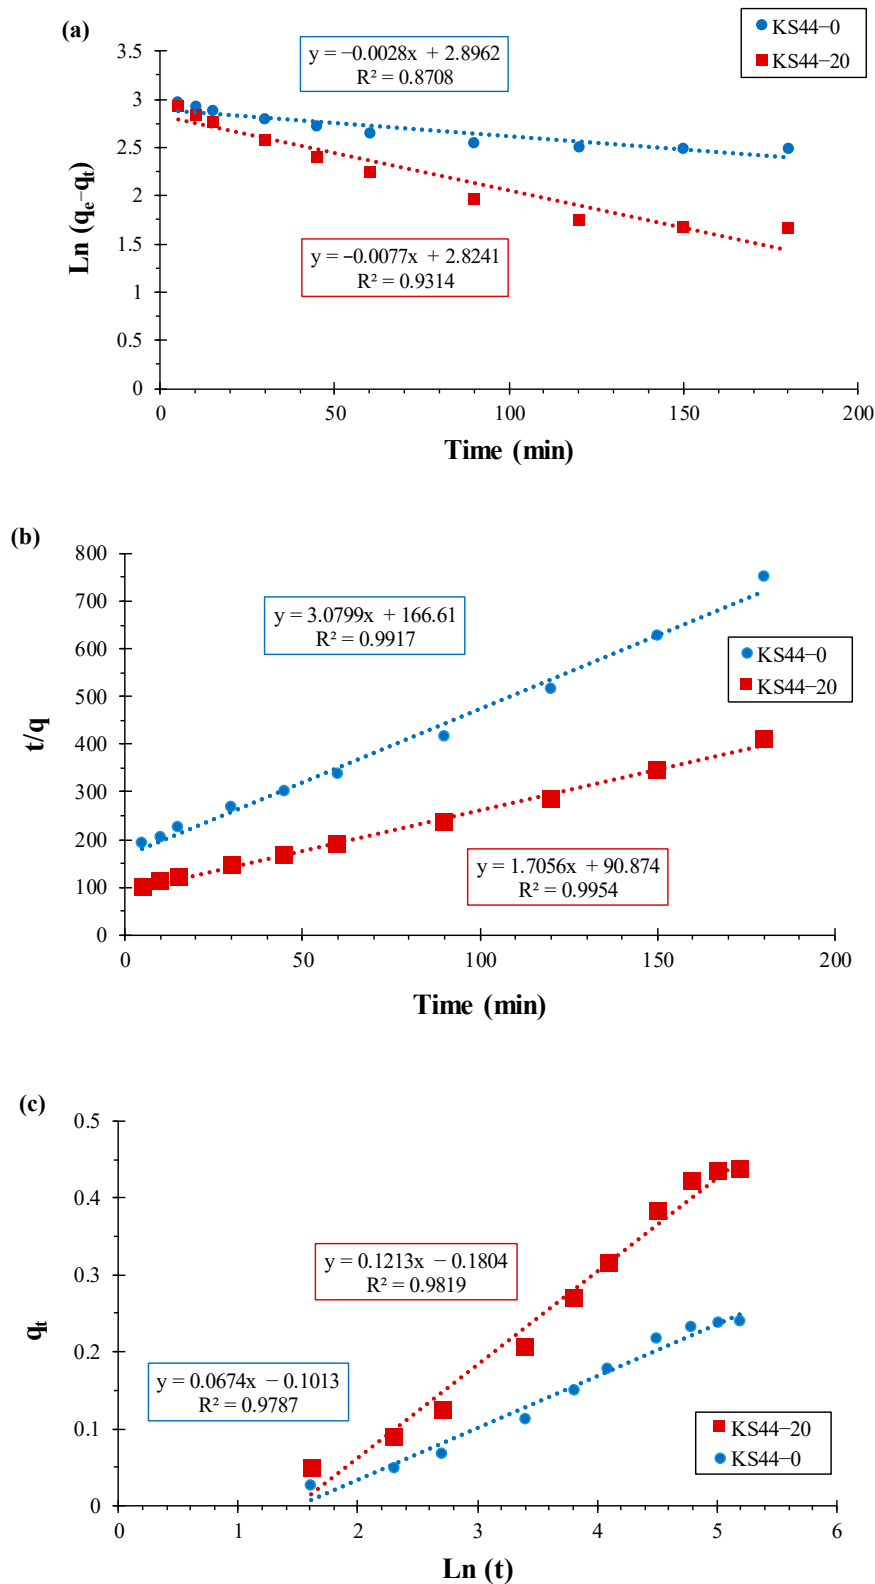 (a)
KS44−0
KS44−20
y = −0.0028x + 2.8962
R² = 0.8708
y = −0.0077x + 2.8241
R² = 0.9314
3.5
3
2.5
2
1.5
1
0.5
0
Ln (qe−qt)
0
50
100
150
200
Time (min)
(b)
800
700
600
500
400
300
200
100
0
t/q
y = 3.0799x + 166.61
R² = 0.9917
KS44−0
KS44−20
y = 1.7056x + 90.874
R² = 0.9954
0
50
100
150
200
Time (min)
(c)
0.5
0.4
0.3
0.2
0.1
0
qt
y = 0.1213x − 0.1804
R² = 0.9819
y = 0.0674x − 0.1013
R² = 0.9787
KS44−20
KS44−0
0
1
2
3
4
5
6
Ln (t)